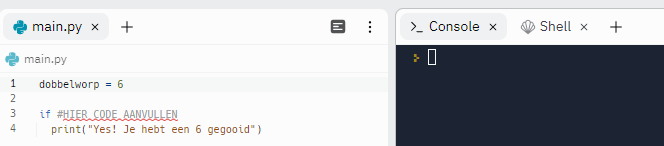 main.py × +
Console × Shell × +
main.py
1 dobbelworp = 6
2
3 if #HIER CODE AANVULLEN
4 print("Yes! Je hebt een 6 gegooid")